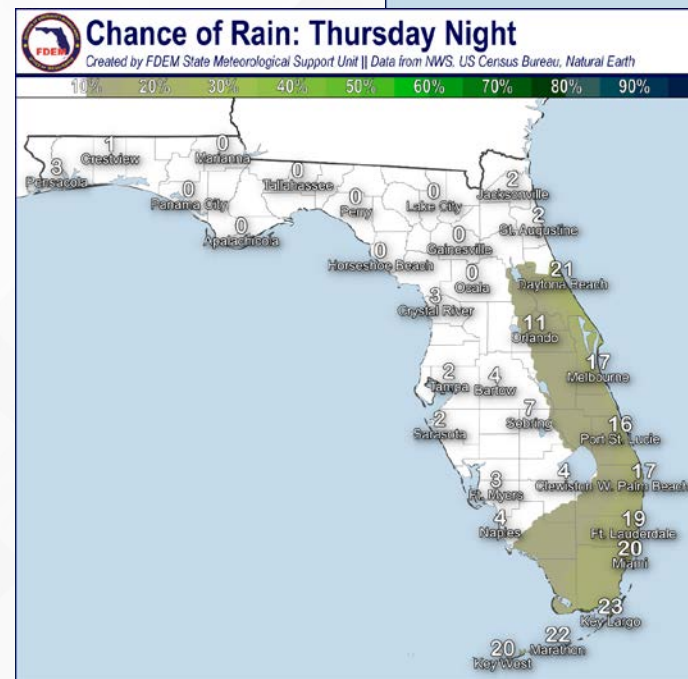 Chance of Rain: Thursday Night
Created by FDEM State Meteorological Support Unit || Data from NWS, US Census Bureau, Natural Earth
FDEM
10% 20% 30% 40% 50% 60% 70% 80% 90%
1
Crestview
0
Marianna
3
Pensacola
0
Tallahassee
2
Jacksonville
0
Panama City
0
Perry
0
Lake City
2
St. Augustine
0
Apalachicola
0
Gainesville
0
Horseshoe Beach
0
Ocala
21
Daytona Beach
3
Crystal River
11
Orlando
17
Melbourne
2
Tampa
4
Bartow
7
Sebring
2
Sarasota
16
Port St. Lucie
3
Ft. Myers
4
Clewiston
17
W. Palm Beach
4
Naples
19
Ft. Lauderdale
20
Miami
23
Key Largo
22
Marathon
20
Key West